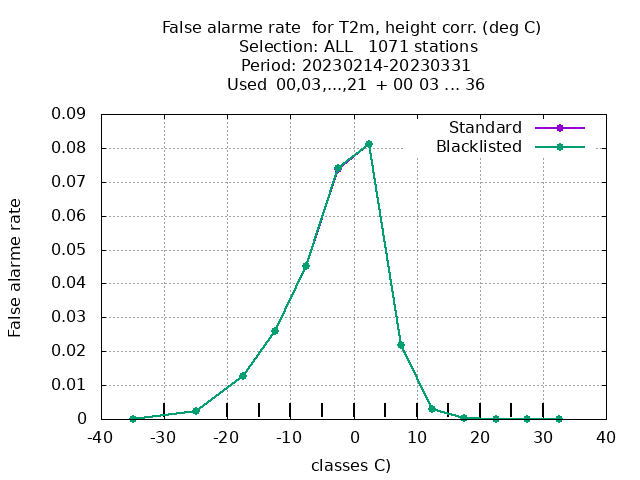 False alarme rate  for T2m, height corr. (deg C)
Selection: ALL   1071 stations
Period: 20230214-20230331
Used  00,03,...,21  + 00 03 ... 36
False alarme rate
0.09
0.08
0.07
0.06
0.05
0.04
0.03
0.02
0.01
0
Standard
Blacklisted
-40 -30 -20 -10 0 10 20 30 40
classes C)